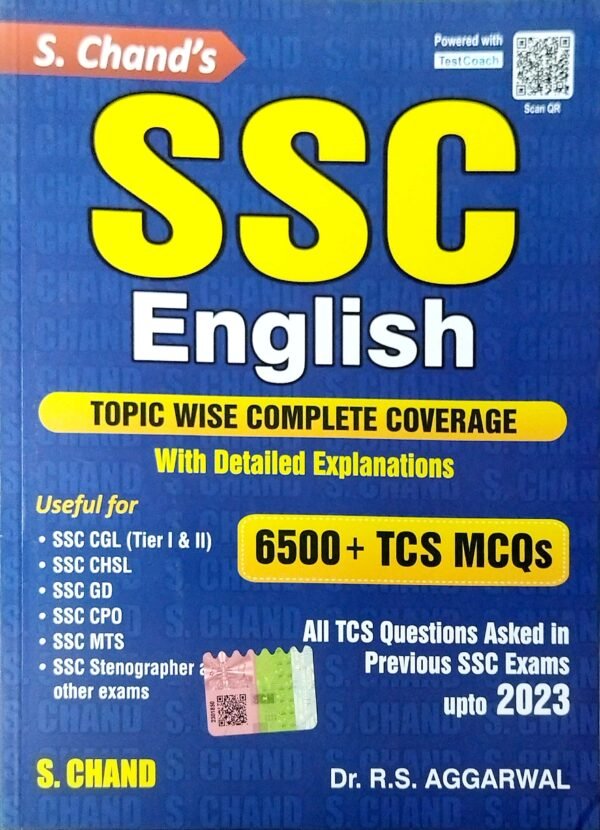 S. Chand's
Powered with
TestCoach
Scan QR
SSC
English
TOPIC WISE COMPLETE COVERAGE
With Detailed Explanations
Useful for
• SSC CGL (Tier I & II)
• SSC CHSL
• SSC GD
• SSC CPO
• SSC MTS
• SSC Stenographer
other exams
6500+ TCS MCQs
All TCS Questions Asked in
Previous SSC Exams
upto 2023
2301850
SCH
S. CHAND
Dr. R.S. AGGARWAL